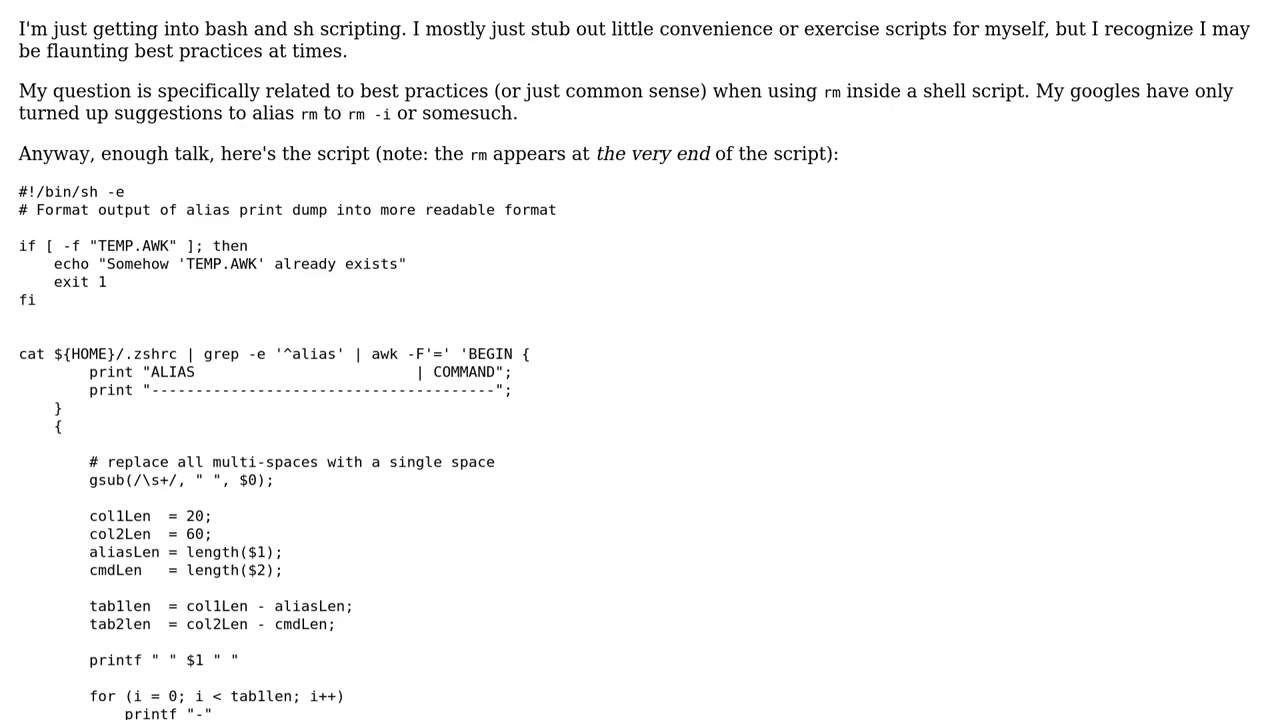 I'm just getting into bash and sh scripting. I mostly just stub out little convenience or exercise scripts for myself, but I recognize I may
be flaunting best practices at times.
My question is specifically related to best practices (or just common sense) when using rm inside a shell script. My googles have only
turned up suggestions to alias rm to rm -i or somesuch.
Anyway, enough talk, here's the script (note: the rm appears at the very end of the script):
#!/bin/sh -e
# Format output of alias print dump into more readable format
if [ -f "TEMP.AWK" ]; then
    echo "Somehow 'TEMP.AWK' already exists"
    exit 1
fi
cat ${HOME}/.zshrc | grep -e '^alias' | awk -F'=' 'BEGIN {
        print "ALIAS                         | COMMAND";
        print "---------------------------------------";
    }
    {
        # replace all multi-spaces with a single space
        gsub(/\s+/, " ", $0);
        col1Len  = 20;
        col2Len  = 60;
        aliasLen = length($1);
        cmdLen   = length($2);
        tab1len  = col1Len - aliasLen;
        tab2len  = col2Len - cmdLen;
        printf " " $1 " "
        for (i = 0; i < tab1len; i++)
            printf "-"